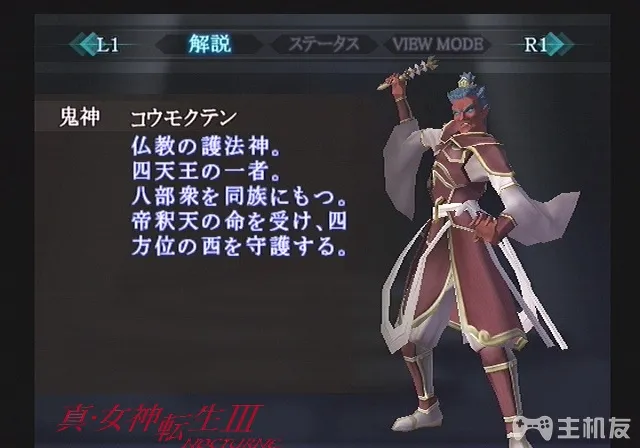 L1 解説 ステータス VIEW MODE R1
鬼神 コウモクテン
仏教の護法神。
四天王の一者。
八部衆を同族にもつ。
帝釈天の命を受け、四
方位の西を守護する。
真・女神転生III
NOCTURNE
主机友